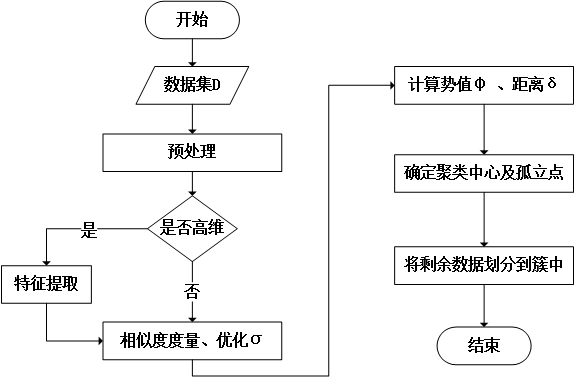 开始
数据集D
预处理
是否高维
是
特征提取
否
相似度度量、优化σ
计算势值φ 、距离δ
确定聚类中心及孤立点
将剩余数据划分到簇中
结束